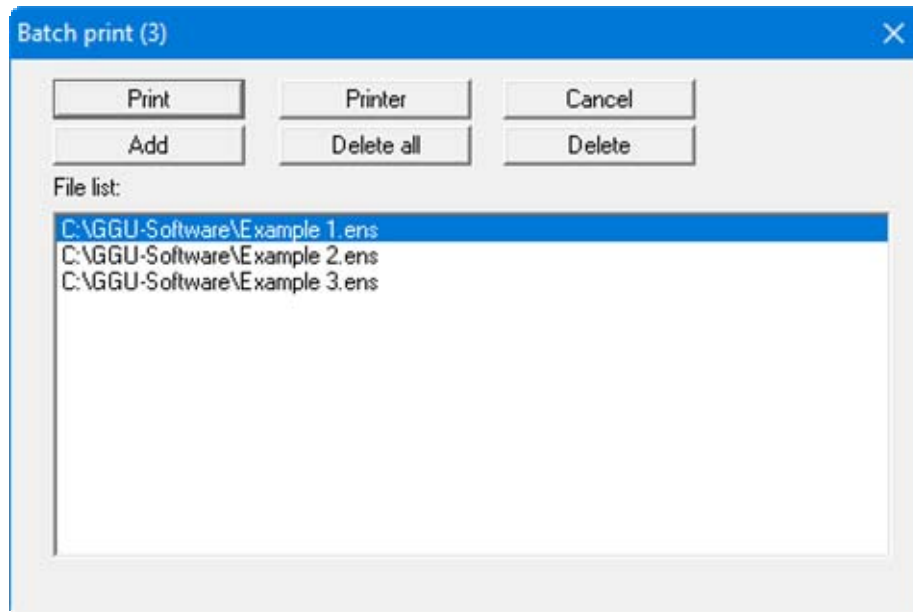 Batch print (3)
Print Printer Cancel
Add Delete all Delete
File list:
C:\GGU-Software\Example 1.ens
C:\GGU-Software\Example 2.ens
C:\GGU-Software\Example 3.ens